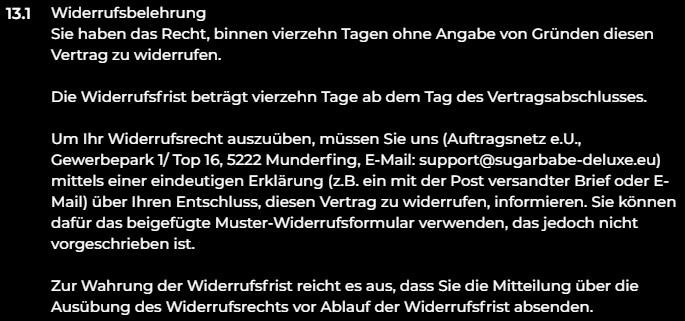 13.1 Widerrufsbelehrung
Sie haben das Recht, binnen vierzehn Tagen ohne Angabe von Gründen diesen
Vertrag zu widerrufen.
Die Widerrufsfrist beträgt vierzehn Tage ab dem Tag des Vertragsabschlusses.
Um Ihr Widerrufsrecht auszuüben, müssen Sie uns (Auftragsnetz e.U.,
Gewerbepark 1/ Top 16, 5222 Munderfing, E-Mail: support@sugarbabe-deluxe.eu)
mittels einer eindeutigen Erklärung (z.B. ein mit der Post versandter Brief oder E-
Mail) über Ihren Entschluss, diesen Vertrag zu widerrufen, informieren. Sie können
dafür das beigefügte Muster-Widerrufsformular verwenden, das jedoch nicht
vorgeschrieben ist.
Zur Wahrung der Widerrufsfrist reicht es aus, dass Sie die Mitteilung über die
Ausübung des Widerrufsrechts vor Ablauf der Widerrufsfrist absenden.